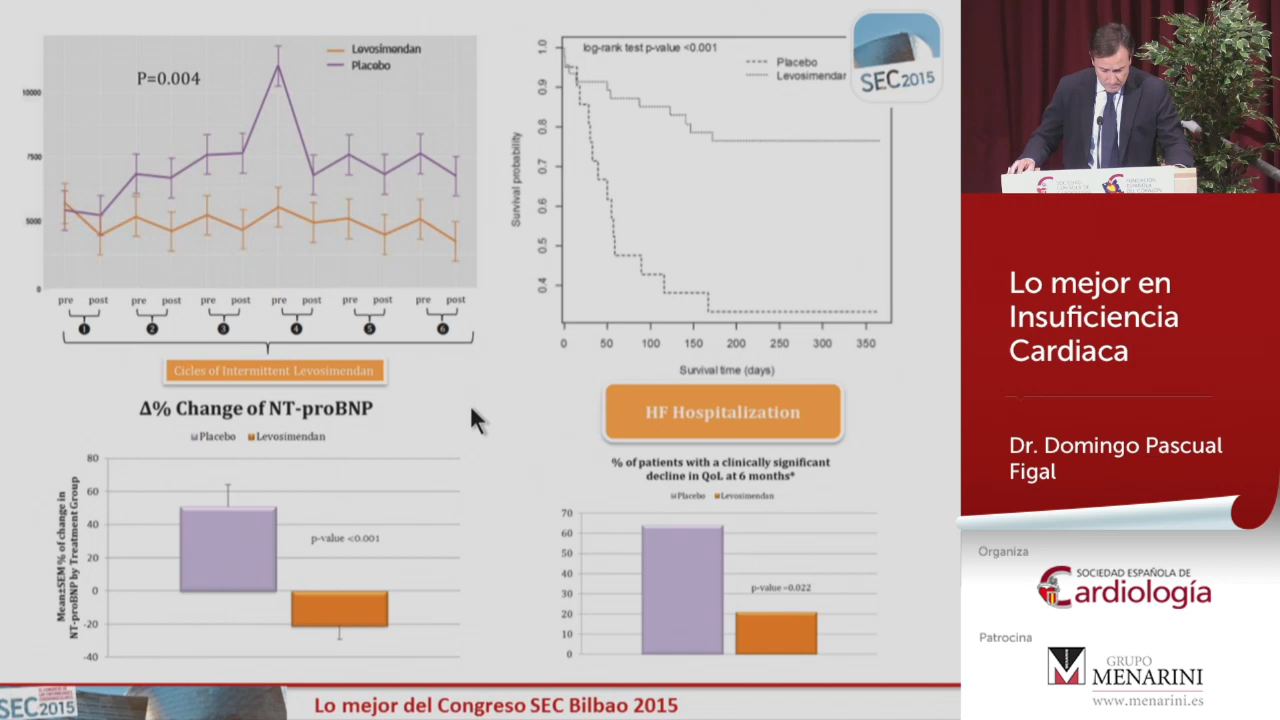 Levosimendan
Placebo
P=0.004
10000
7500
5000
0
pre post pre post pre post pre post pre post pre post
1 2 3 4 5 6
Cicles of Intermittent Levosimendan
Δ% Change of NT-proBNP
Placebo Levosimendan
Mean±SEM % of change in
NT-proBNP by Treatment Group
80
60
40
20
0
-20
-40
p-value <0.001
log-rank test p-value <0.001
Placebo
Levosimendan
Survival probability
1.0
0.9
0.8
0.7
0.6
0.5
0.4
0 50 100 150 200 250 300 350
Survival time (days)
SEC2015
HF Hospitalization
% of patients with a clinically significant
decline in QoL at 6 months*
Placebo Levosimendan
70
60
50
40
30
20
10
0
p-value =0.022
SEC2015
Lo mejor del Congreso SEC Bilbao 2015
Lo mejor en
Insuficiencia
Cardiaca
Dr. Domingo Pascual
Figal
Organiza
SOCIEDAD ESPAÑOLA DE
Cardiología
Patrocina
GRUPO
MENARINI
www.menarini.es